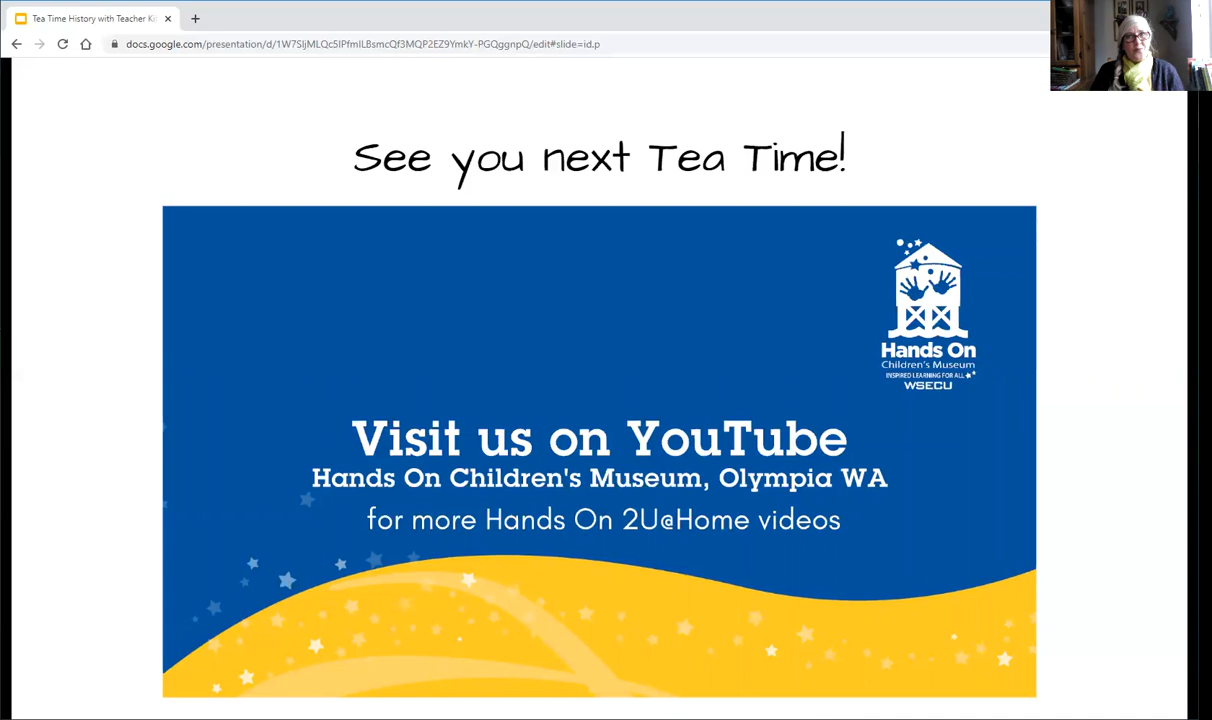 Tea Time History with Teacher Ki
docs.google.com/presentation/d/1W7SljMLQc5IPfmILBsmcQf3MQP2EZ9YmkY-PGQggnpQ/edit#slide=id.p
See you next Tea Time!
Hands On
Children's Museum
INSPIRED LEARNING FOR ALL
WSECU
Visit us on YouTube
Hands On Children's Museum, Olympia WA
for more Hands On 2U@Home videos